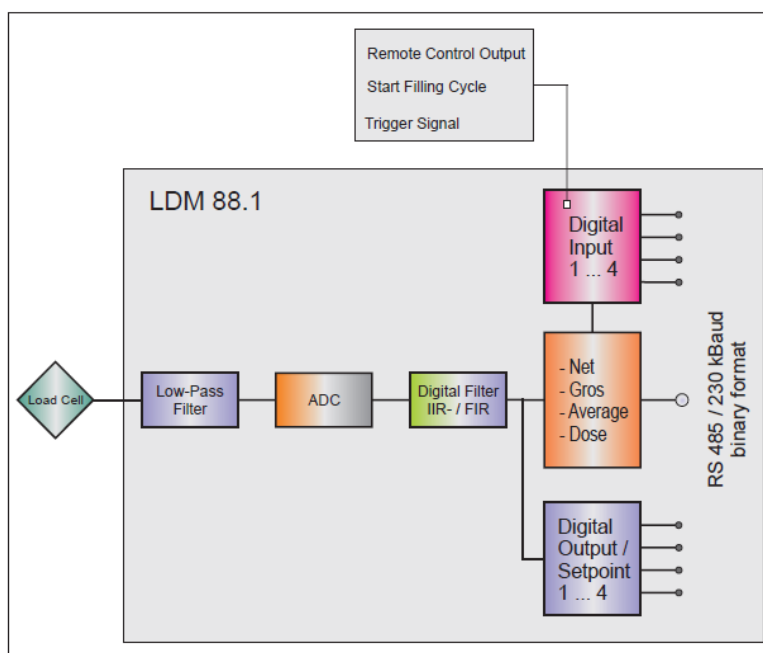 Remote Control Output
Start Filling Cycle
Trigger Signal
LDM 88.1
Digital
Input
1 ... 4
Load Cell
Low-Pass
Filter
ADC
Digital Filter
IIR- / FIR
- Net
- Gros
- Average
- Dose
RS 485 / 230 kBaud
binary format
Digital
Output /
Setpoint
1 ... 4